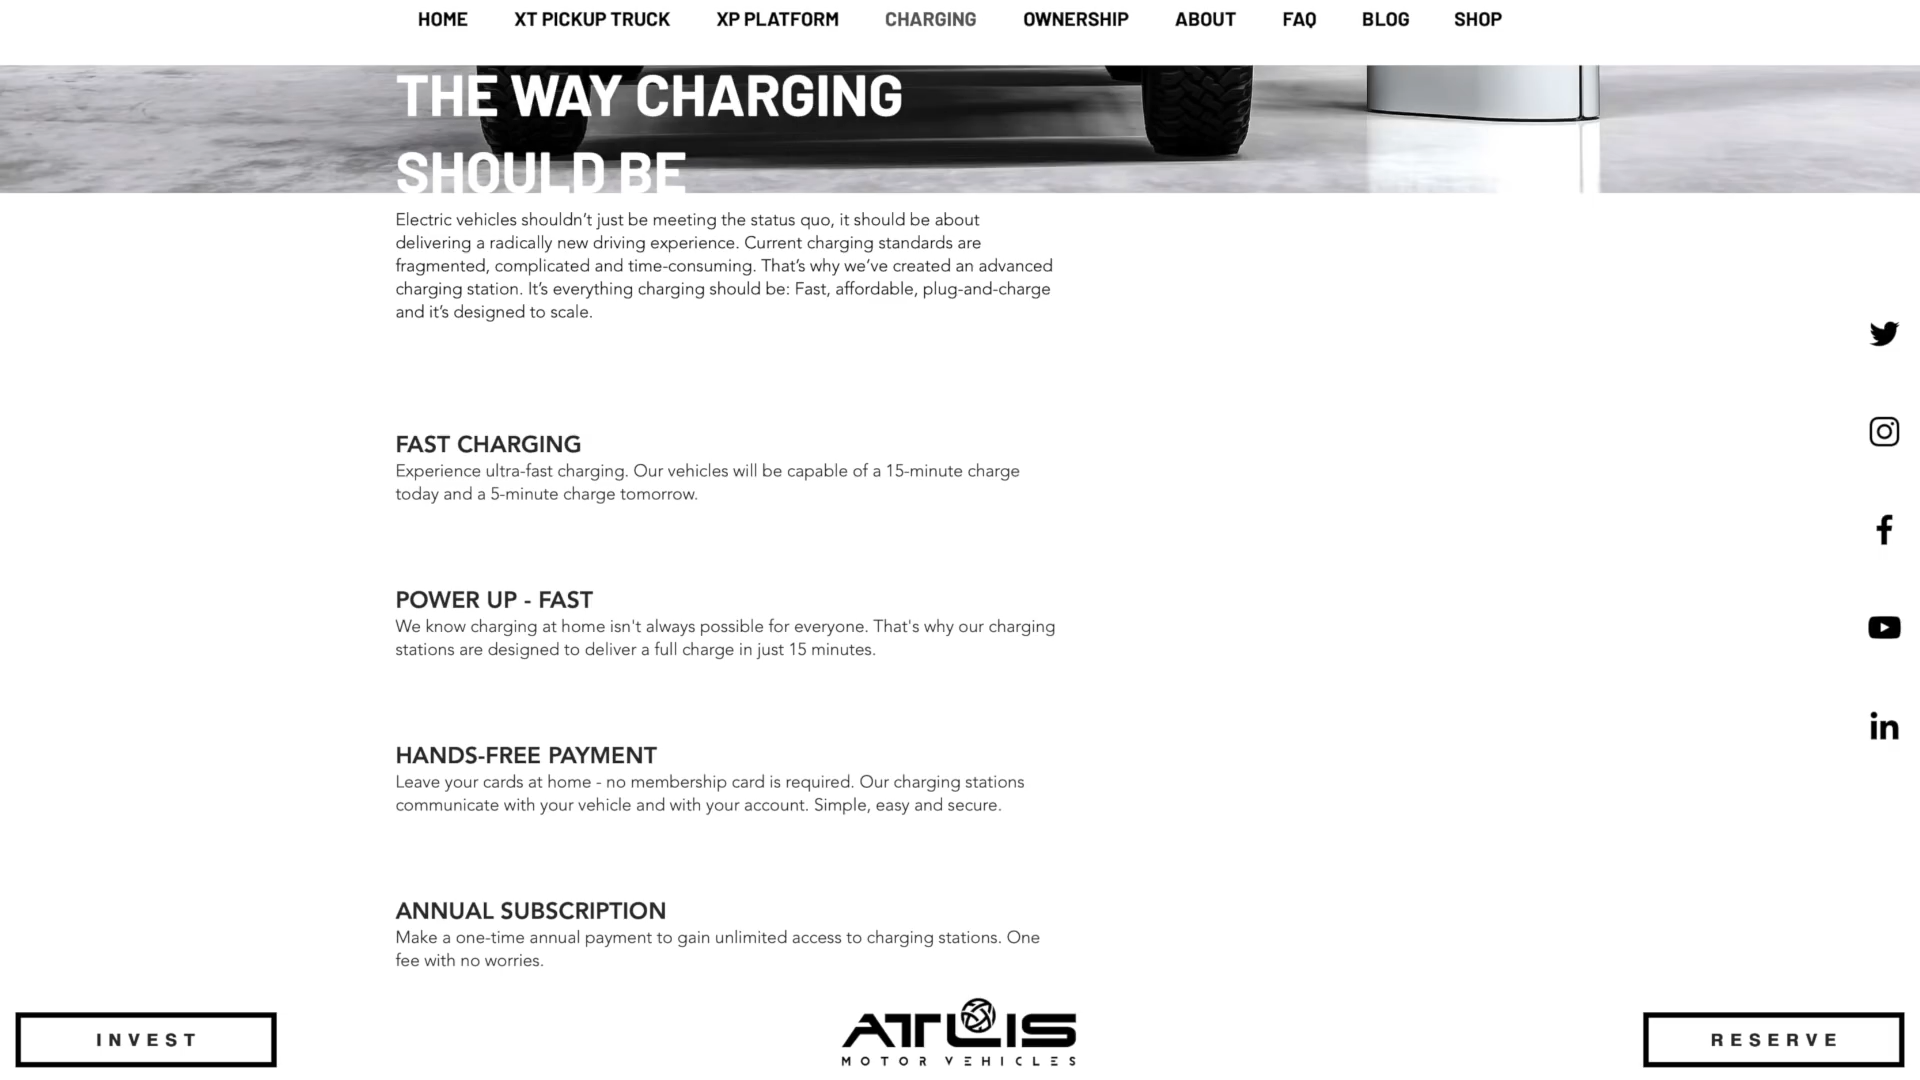 HOME XT PICKUP TRUCK XP PLATFORM CHARGING OWNERSHIP ABOUT FAQ BLOG SHOP
THE WAY CHARGING
SHOULD BE
Electric vehicles shouldn’t just be meeting the status quo, it should be about
delivering a radically new driving experience. Current charging standards are
fragmented, complicated and time-consuming. That’s why we’ve created an advanced
charging station. It’s everything charging should be: Fast, affordable, plug-and-charge
and it’s designed to scale.
FAST CHARGING
Experience ultra-fast charging. Our vehicles will be capable of a 15-minute charge
today and a 5-minute charge tomorrow.
POWER UP - FAST
We know charging at home isn't always possible for everyone. That's why our charging
stations are designed to deliver a full charge in just 15 minutes.
HANDS-FREE PAYMENT
Leave your cards at home - no membership card is required. Our charging stations
communicate with your vehicle and with your account. Simple, easy and secure.
ANNUAL SUBSCRIPTION
Make a one-time annual payment to gain unlimited access to charging stations. One
fee with no worries.
INVEST
ATLIS
MOTOR VEHICLES
RESERVE